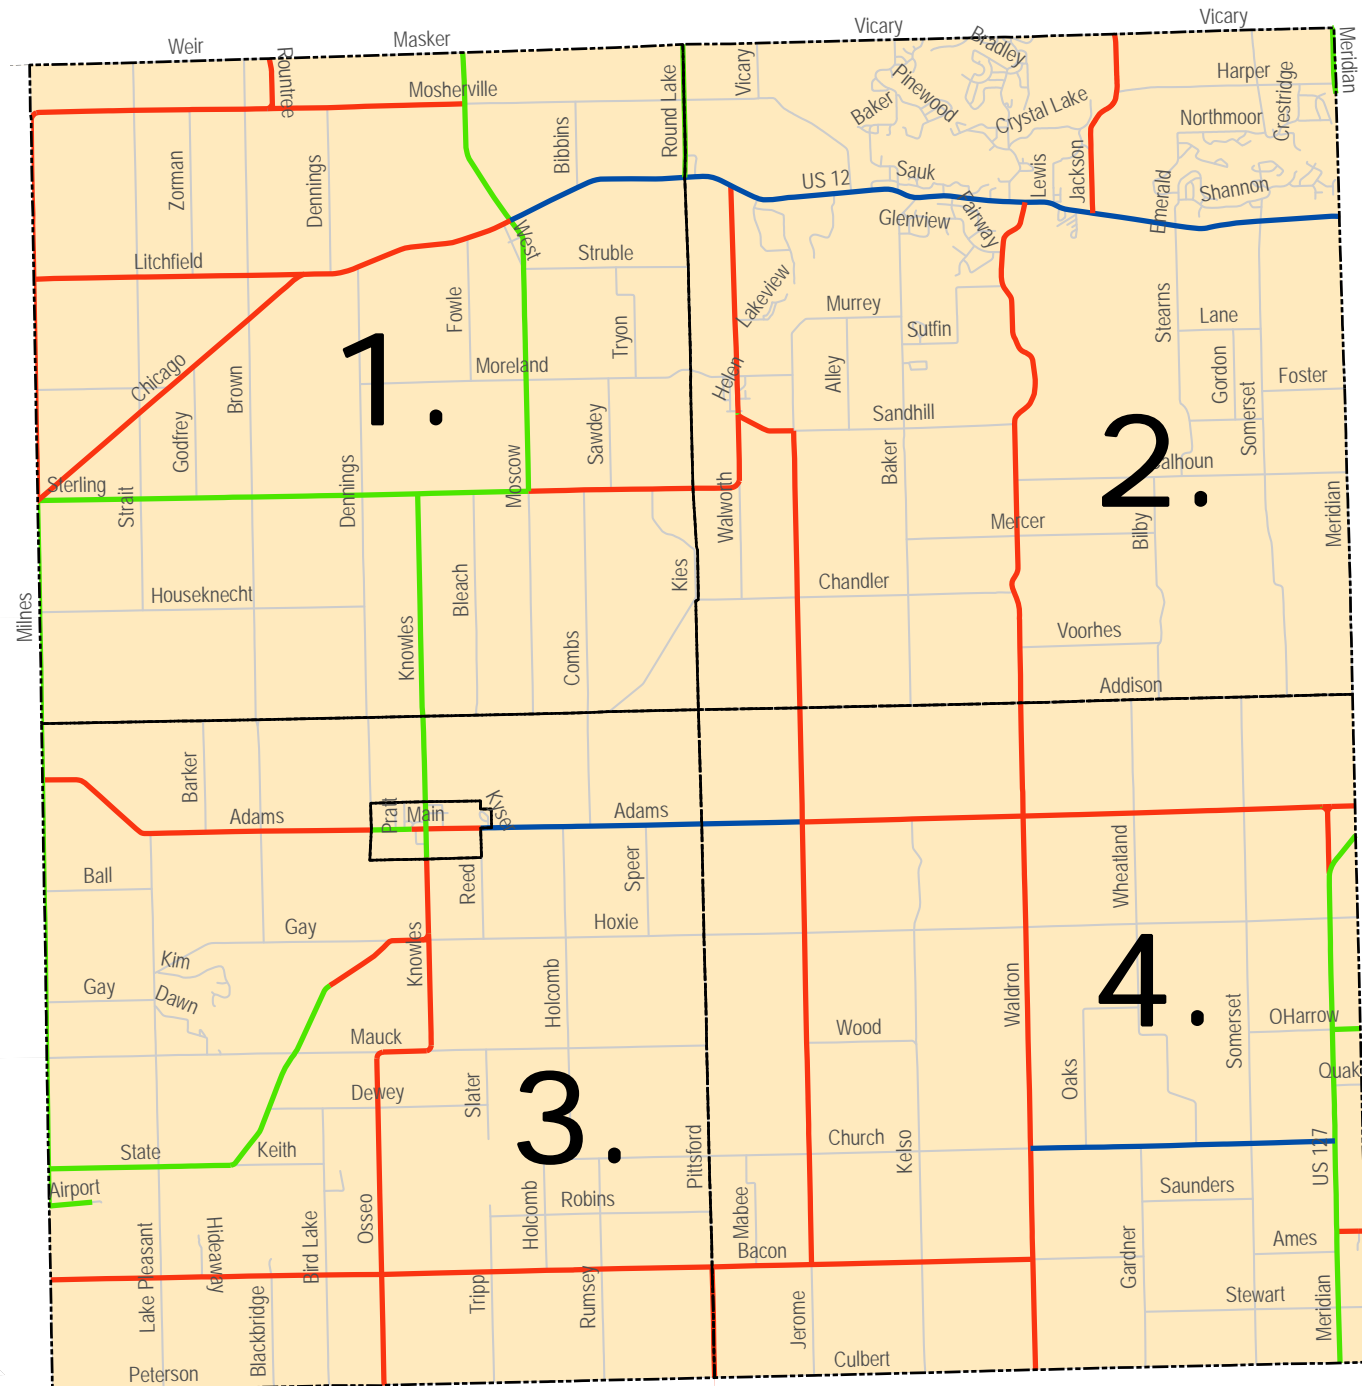 Weir
Masker
Vicary
Vicary
Rountree
Mosherville
Round Lake
Vicary
Baker
Pinewood
Bradley
Crystal Lake
Harper
Meridian
Northmoor
Crestridge
Zorman
Dennings
Bibbins
US 12
Sauk
Lewis
Jackson
Emerald
Shannon
Glenview
Fairway
West
Litchfield
Struble
Fowle
Tryon
Lakeview
Murrey
Sutfin
Stearns
Lane
1.
Chicago
Moreland
Helen
Alley
Gordon
Foster
Brown
Godfrey
Sawdey
Sandhill
Somerset
2.
Sterling
Strait
Dennings
Moscow
Walworth
Baker
Calhoun
Mercer
Bilby
Meridian
Houseknecht
Bleach
Kies
Chandler
Milnes
Knowles
Combs
Voorhes
Addison
Barker
Adams
Pratt
Main
Kyser
Adams
Ball
Reed
Speer
Wheatland
Gay
Hoxie
Kim
Gay
Dawn
Knowles
Holcomb
Waldron
4.
Mauck
Wood
Somerset
OHarrow
Dewey
Slater
3.
Oaks
Quak
State
Keith
Pittsford
Church
Kelso
US 127
Airport
Robins
Saunders
Lake Pleasant
Hideaway
Bird Lake
Osseo
Holcomb
Mabee
Bacon
Gardner
Ames
Blackbridge
Tripp
Rumsey
Jerome
Stewart
Meridian
Peterson
Culbert